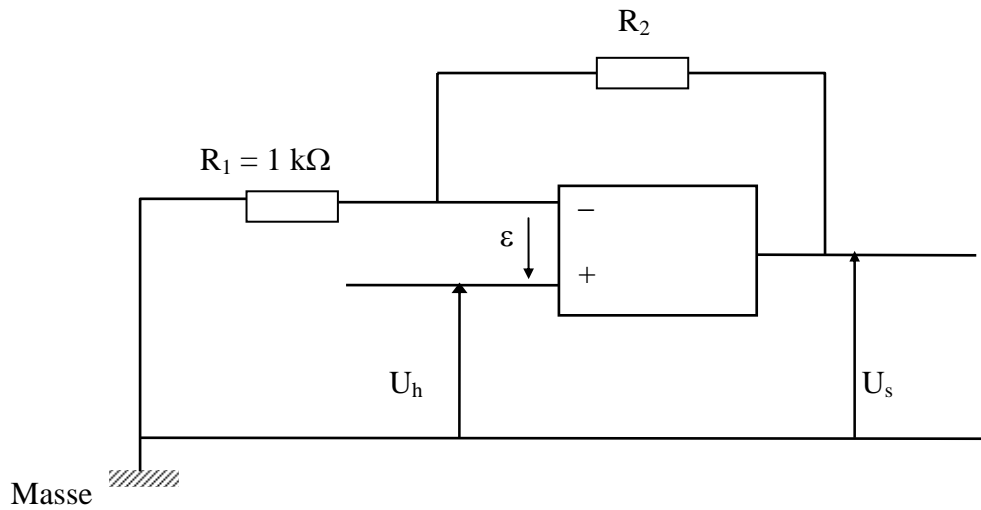 R₂
R₁ = 1 kΩ
−
ε
+
Uₕ
Uₛ
Masse